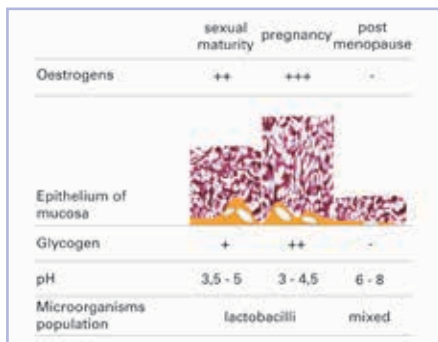 sexual maturity pregnancy post menopause
Oestrogens ++ +++ -
Epithelium of
mucosa
Glycogen + ++ -
pH 3,5 - 5 3 - 4,5 6 - 8
Microorganisms
population lactobacilli mixed